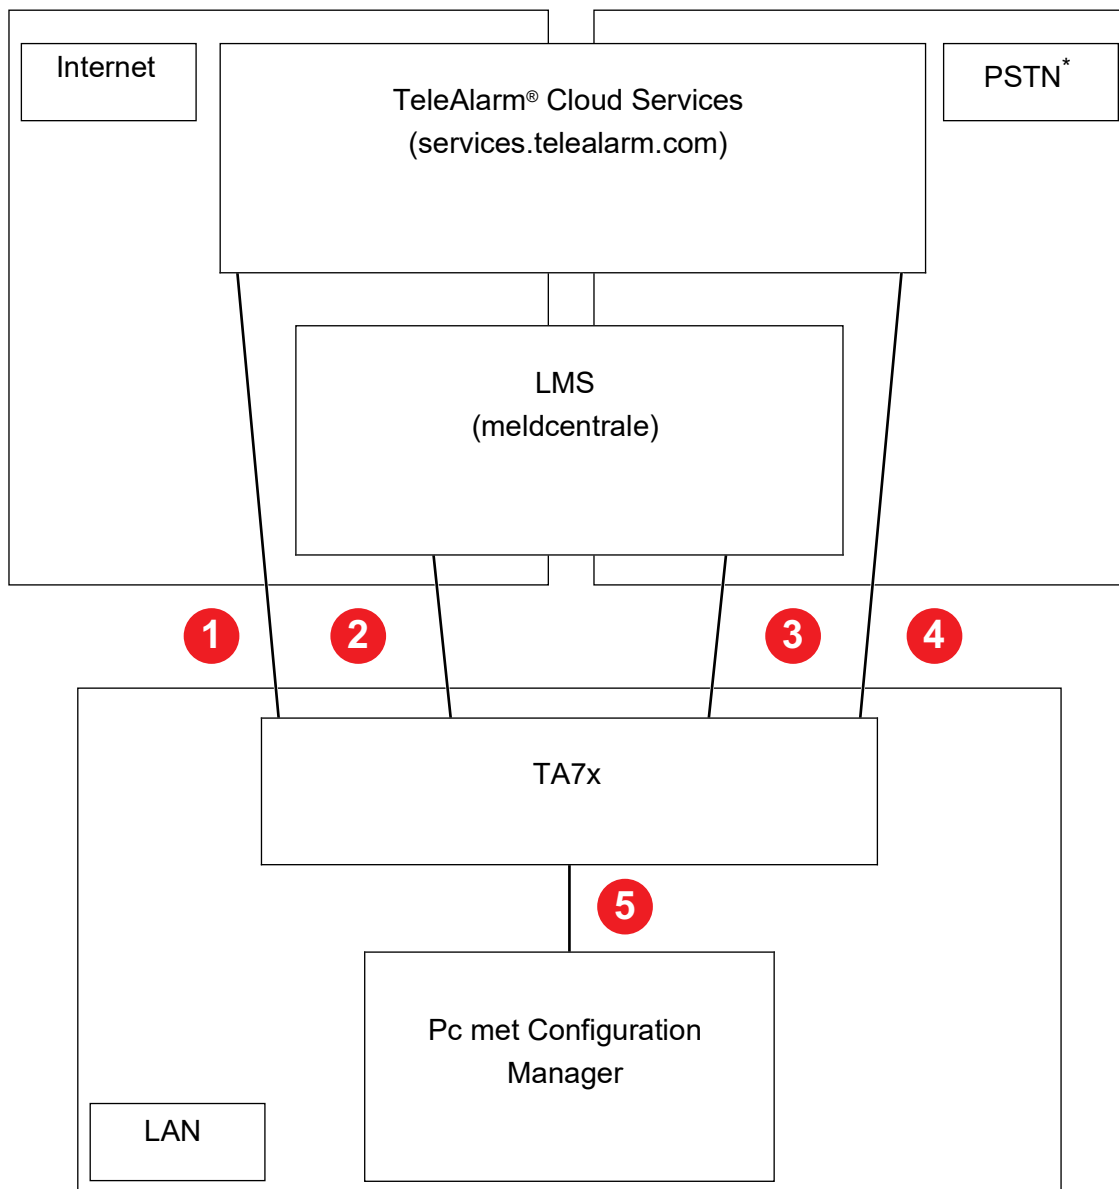 Internet
TeleAlarm® Cloud Services
(services.telealarm.com)
PSTN*
LMS
(meldcentrale)
1
2
3
4
TA7x
5
Pc met Configuration
Manager
LAN